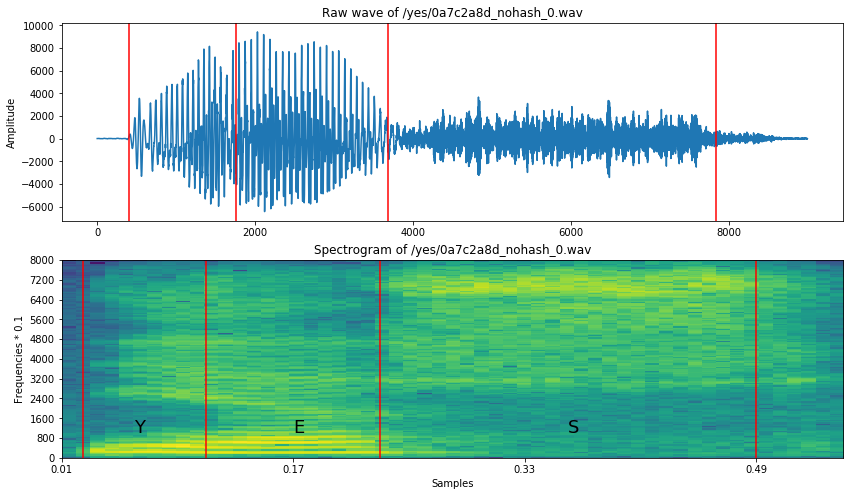 Raw wave of /yes/0a7c2a8d_nohash_0.wav
10000
8000
6000
4000
2000
0
−2000
−4000
−6000
Amplitude
0 2000 4000 6000 8000
Spectrogram of /yes/0a7c2a8d_nohash_0.wav
8000
7200
6400
5600
4800
4000
3200
2400
1600
800
0
Frequencies * 0.1
Y E S
0.01 0.17 0.33 0.49
Samples